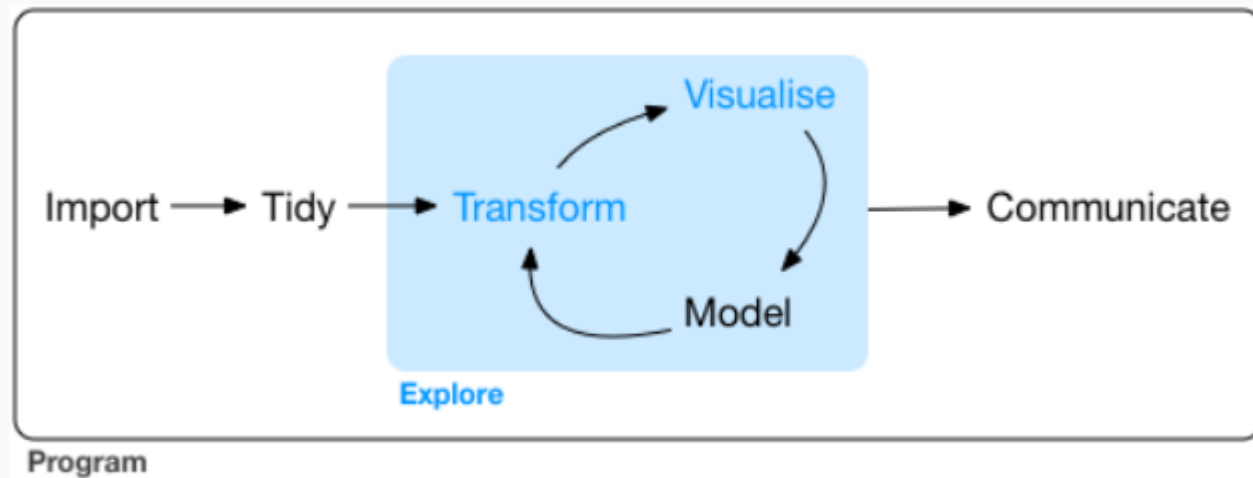 Visualise
Import Tidy Transform Communicate
Model
Explore
Program